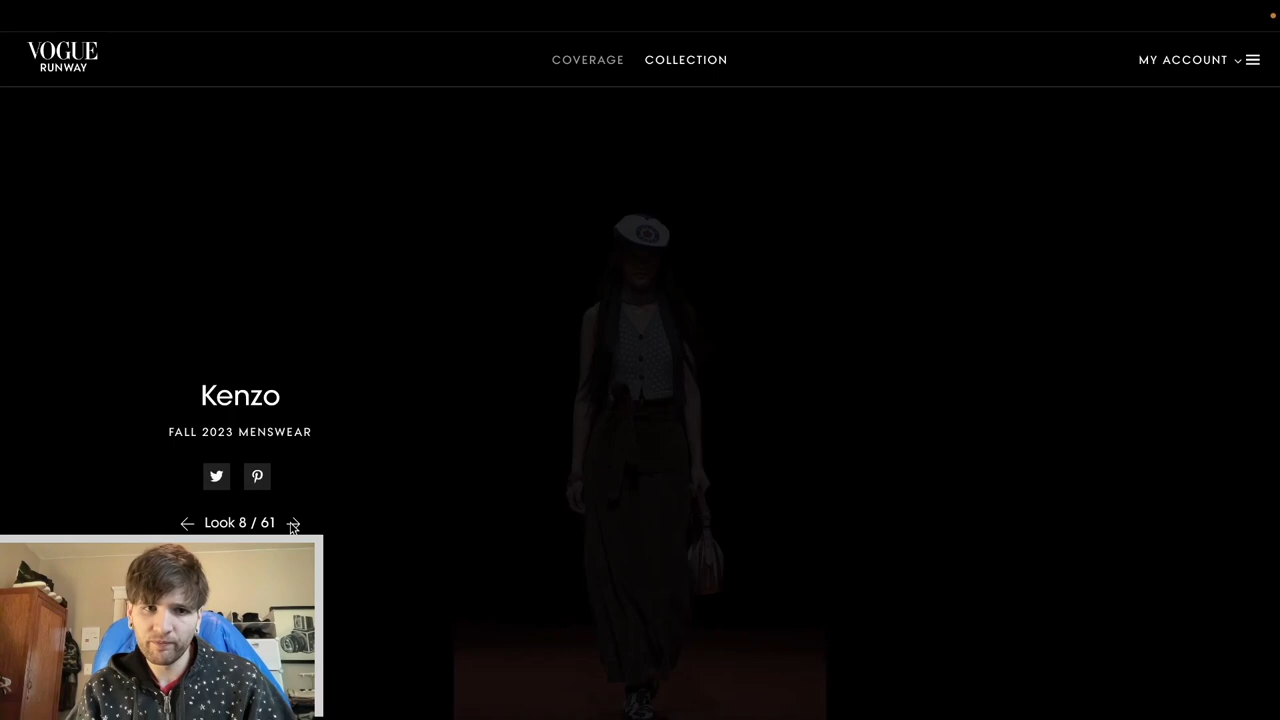 VOGUE
RUNWAY
COVERAGE COLLECTION
MY ACCOUNT
Kenzo
FALL 2023 MENSWEAR
Look 8 / 61